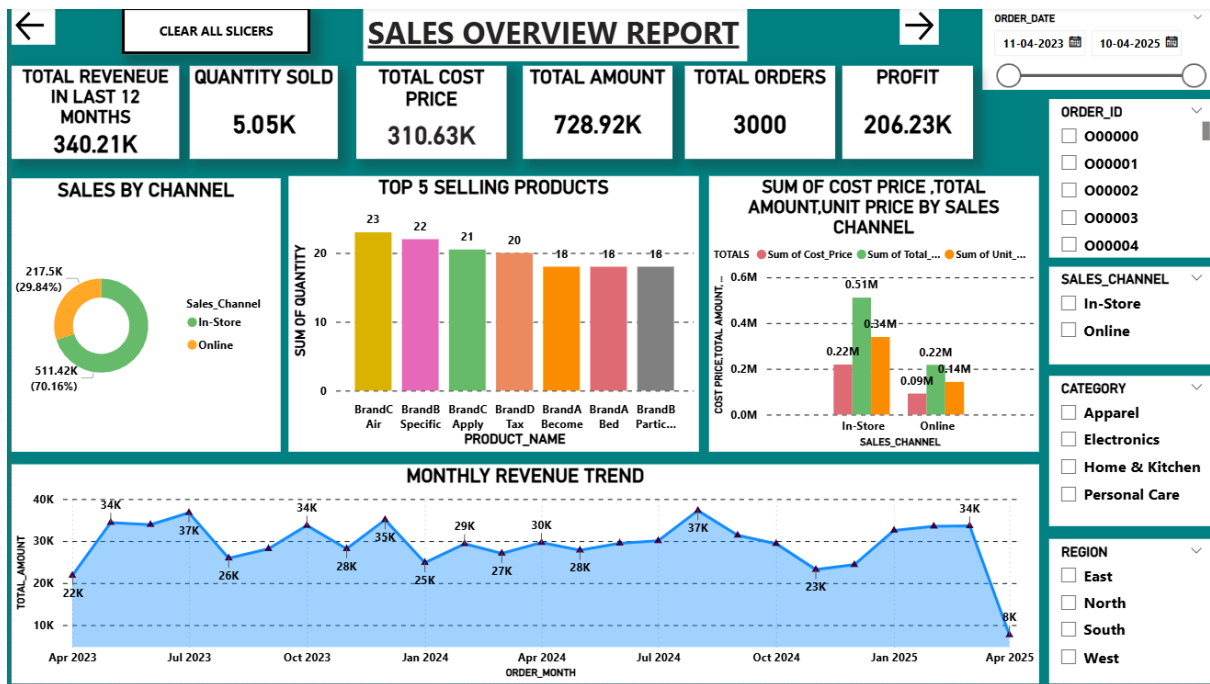 CLEAR ALL SLICERS
SALES OVERVIEW REPORT
ORDER_DATE
11-04-2023
10-04-2025
TOTAL REVENEUE
IN LAST 12
MONTHS
340.21K
QUANTITY SOLD
5.05K
TOTAL COST
PRICE
310.63K
TOTAL AMOUNT
728.92K
TOTAL ORDERS
3000
PROFIT
206.23K
ORDER_ID
O00000
O00001
O00002
O00003
O00004
SALES BY CHANNEL
217.5K
(29.84%)
511.42K
(70.16%)
Sales_Channel
In-Store
Online
TOP 5 SELLING PRODUCTS
SUM OF QUANTITY
20
10
0
23
22
21
20
18
18
18
BrandC
Air
BrandB
Specific
BrandC
Apply
BrandD
Tax
BrandA
Become
BrandA
Bed
BrandB
Partic...
PRODUCT_NAME
SUM OF COST PRICE ,TOTAL
AMOUNT,UNIT PRICE BY SALES
CHANNEL
TOTALS Sum of Cost_Price Sum of Total_... Sum of Unit_...
COST PRICE,TOTAL AMOUNT,...
0.6M
0.4M
0.2M
0.0M
0.22M
0.51M
0.34M
0.09M
0.22M
0.14M
In-Store
Online
SALES_CHANNEL
SALES_CHANNEL
In-Store
Online
CATEGORY
Apparel
Electronics
Home & Kitchen
Personal Care
REGION
East
North
South
West
MONTHLY REVENUE TREND
TOTAL_AMOUNT
40K
30K
20K
10K
22K
34K
37K
26K
34K
28K
35K
25K
29K
27K
30K
28K
37K
23K
34K
8K
Apr 2023
Jul 2023
Oct 2023
Jan 2024
Apr 2024
Jul 2024
Oct 2024
Jan 2025
Apr 2025
ORDER_MONTH